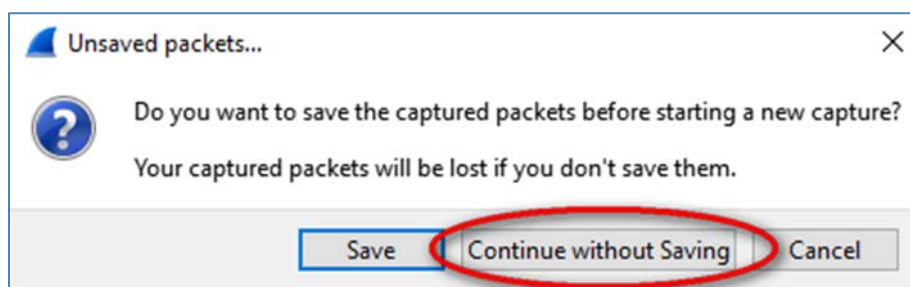 Unsaved packets...
Do you want to save the captured packets before starting a new capture?
Your captured packets will be lost if you don't save them.
Save Continue without Saving Cancel